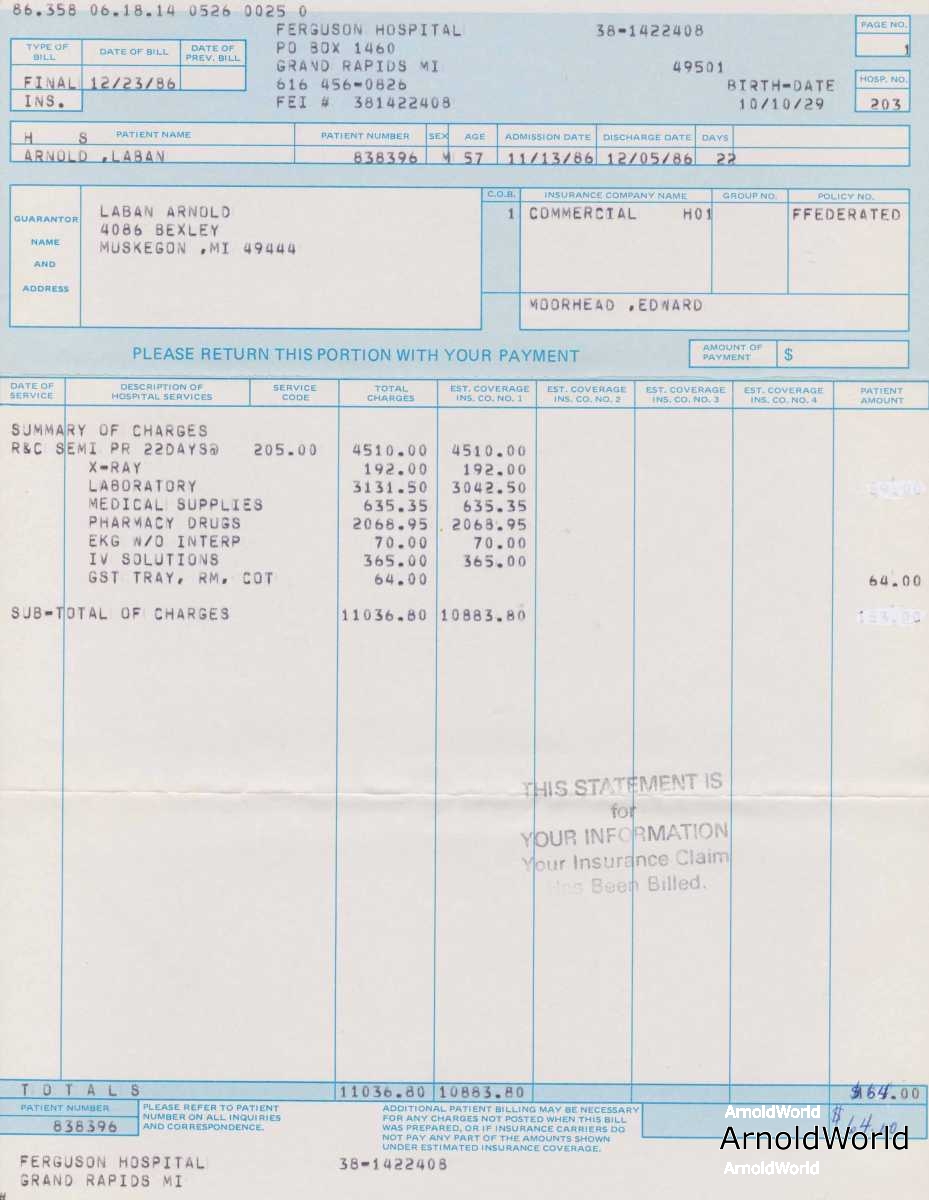 86.358 06.18.14 0526 0025 0
FERGUSON HOSPITAL 38-1422408
PO BOX 1460
GRAND RAPIDS MI 49501
616 456-0826 BIRTH-DATE
FEI # 381422408 10/10/29
PAGE NO.
1
TYPE OF BILL DATE OF BILL DATE OF PREV. BILL
FINAL 12/23/86
INS.
HOSP. NO.
203
H S PATIENT NAME PATIENT NUMBER SEX AGE ADMISSION DATE DISCHARGE DATE DAYS
ARNOLD ,LABAN 838396 M 57 11/13/86 12/05/86 22
GUARANTOR
NAME
AND
ADDRESS
LABAN ARNOLD
4086 BEXLEY
MUSKEGON ,MI 49444
C.O.B. INSURANCE COMPANY NAME GROUP NO. POLICY NO.
1 COMMERCIAL H01 FFEDERATED
MOORHEAD ,EDWARD
PLEASE RETURN THIS PORTION WITH YOUR PAYMENT
AMOUNT OF PAYMENT $
DATE OF SERVICE DESCRIPTION OF HOSPITAL SERVICES SERVICE CODE TOTAL CHARGES EST. COVERAGE INS. CO. NO. 1 EST. COVERAGE INS. CO. NO. 2 EST. COVERAGE INS. CO. NO. 3 EST. COVERAGE INS. CO. NO. 4 PATIENT AMOUNT
SUMMARY OF CHARGES
R&C SEMI PR 22DAYS@ 205.00 4510.00 4510.00
X-RAY 192.00 192.00
LABORATORY 3131.50 3042.50
MEDICAL SUPPLIES 635.35 635.35
PHARMACY DRUGS 2068.95 2068.95
EKG W/O INTERP 70.00 70.00
IV SOLUTIONS 365.00 365.00
GST TRAY, RM, COT 64.00 64.00
SUB-TOTAL OF CHARGES 11036.80 10883.80 153.00
THIS STATEMENT IS
for
YOUR INFORMATION
Your Insurance Claim
Has Been Billed.
T O T A L S 11036.80 10883.80 $64.00
PATIENT NUMBER
838396
PLEASE REFER TO PATIENT
NUMBER ON ALL INQUIRIES
AND CORRESPONDENCE.
ADDITIONAL PATIENT BILLING MAY BE NECESSARY
FOR ANY CHARGES NOT POSTED WHEN THIS BILL
WAS PREPARED, OR IF INSURANCE CARRIERS DO
NOT PAY ANY PART OF THE AMOUNTS SHOWN
UNDER ESTIMATED INSURANCE COVERAGE.
ArnoldWorld
$
ArnoldWorld
ArnoldWorld
FERGUSON HOSPITAL 38-1422408
GRAND RAPIDS MI